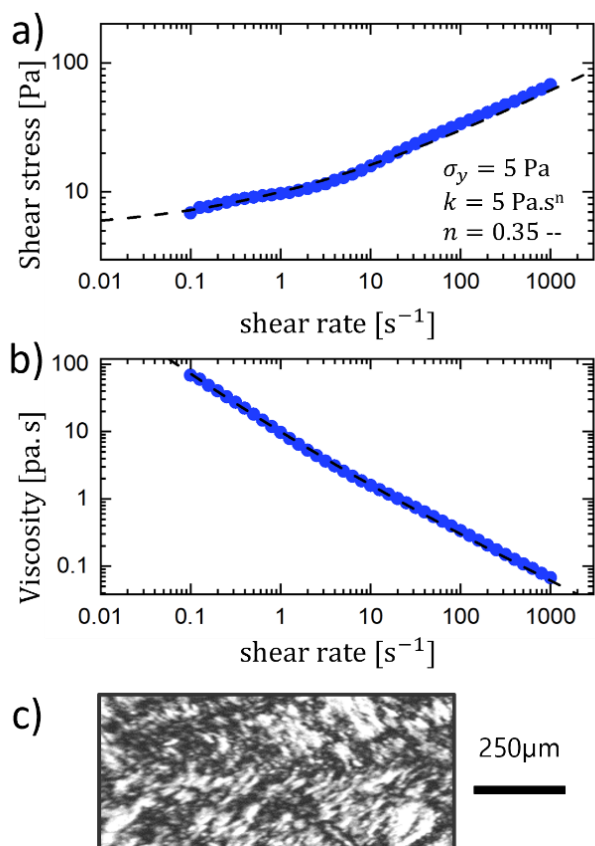 a)
Shear stress [Pa]
100
10
σ_y = 5 Pa
k = 5 Pa.sⁿ
n = 0.35 --
0.01 0.1 1 10 100 1000
shear rate [s⁻¹]
b)
Viscosity [pa. s]
100
10
1
0.1
0.01 0.1 1 10 100 1000
shear rate [s⁻¹]
c)
250μm